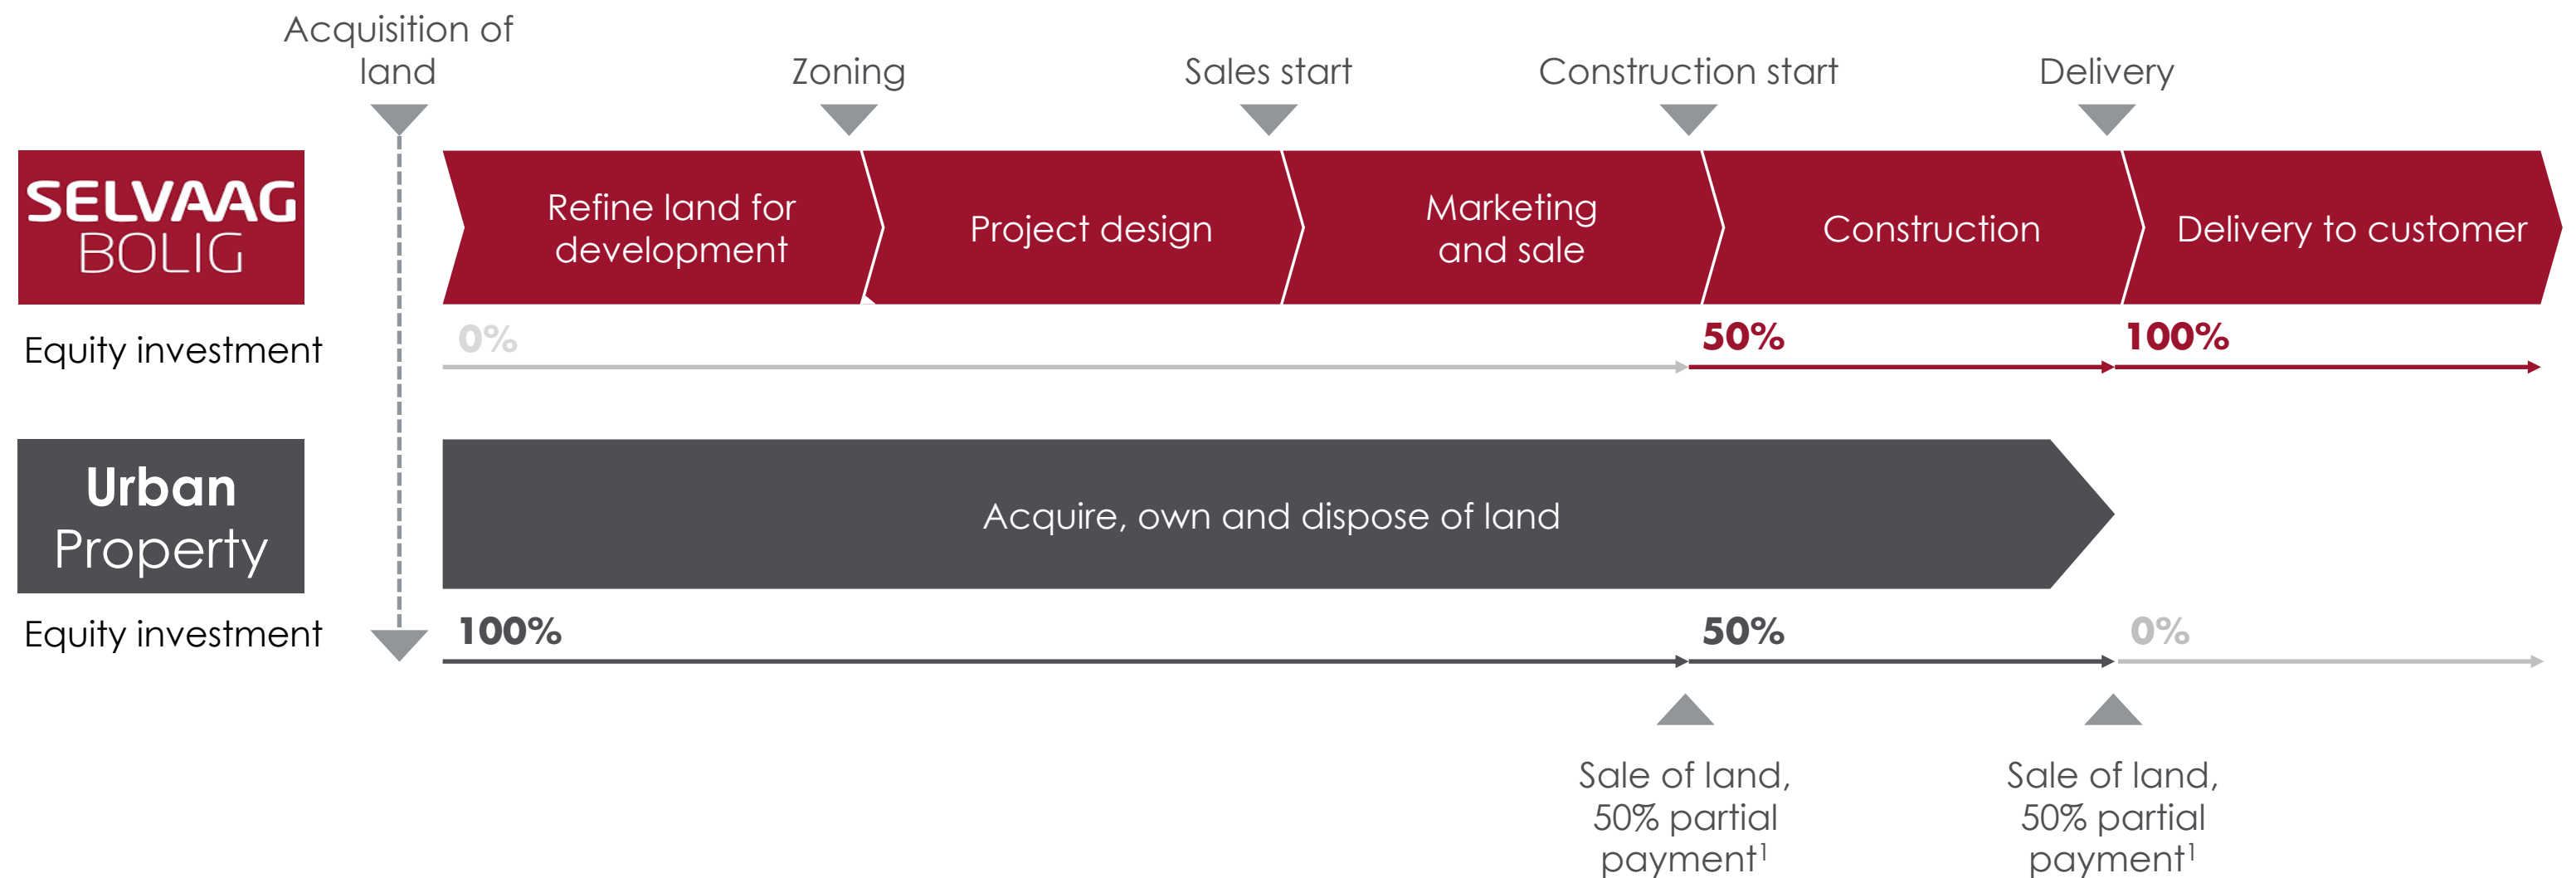 Acquisition of
land
Zoning
Sales start
Construction start
Delivery
SELVAAG
BOLIG
Refine land for
development
Project design
Marketing
and sale
Construction
Delivery to customer
Equity investment
0%
50%
100%
Urban
Property
Acquire, own and dispose of land
Equity investment
100%
50%
0%
Sale of land,
50% partial
payment¹
Sale of land,
50% partial
payment¹